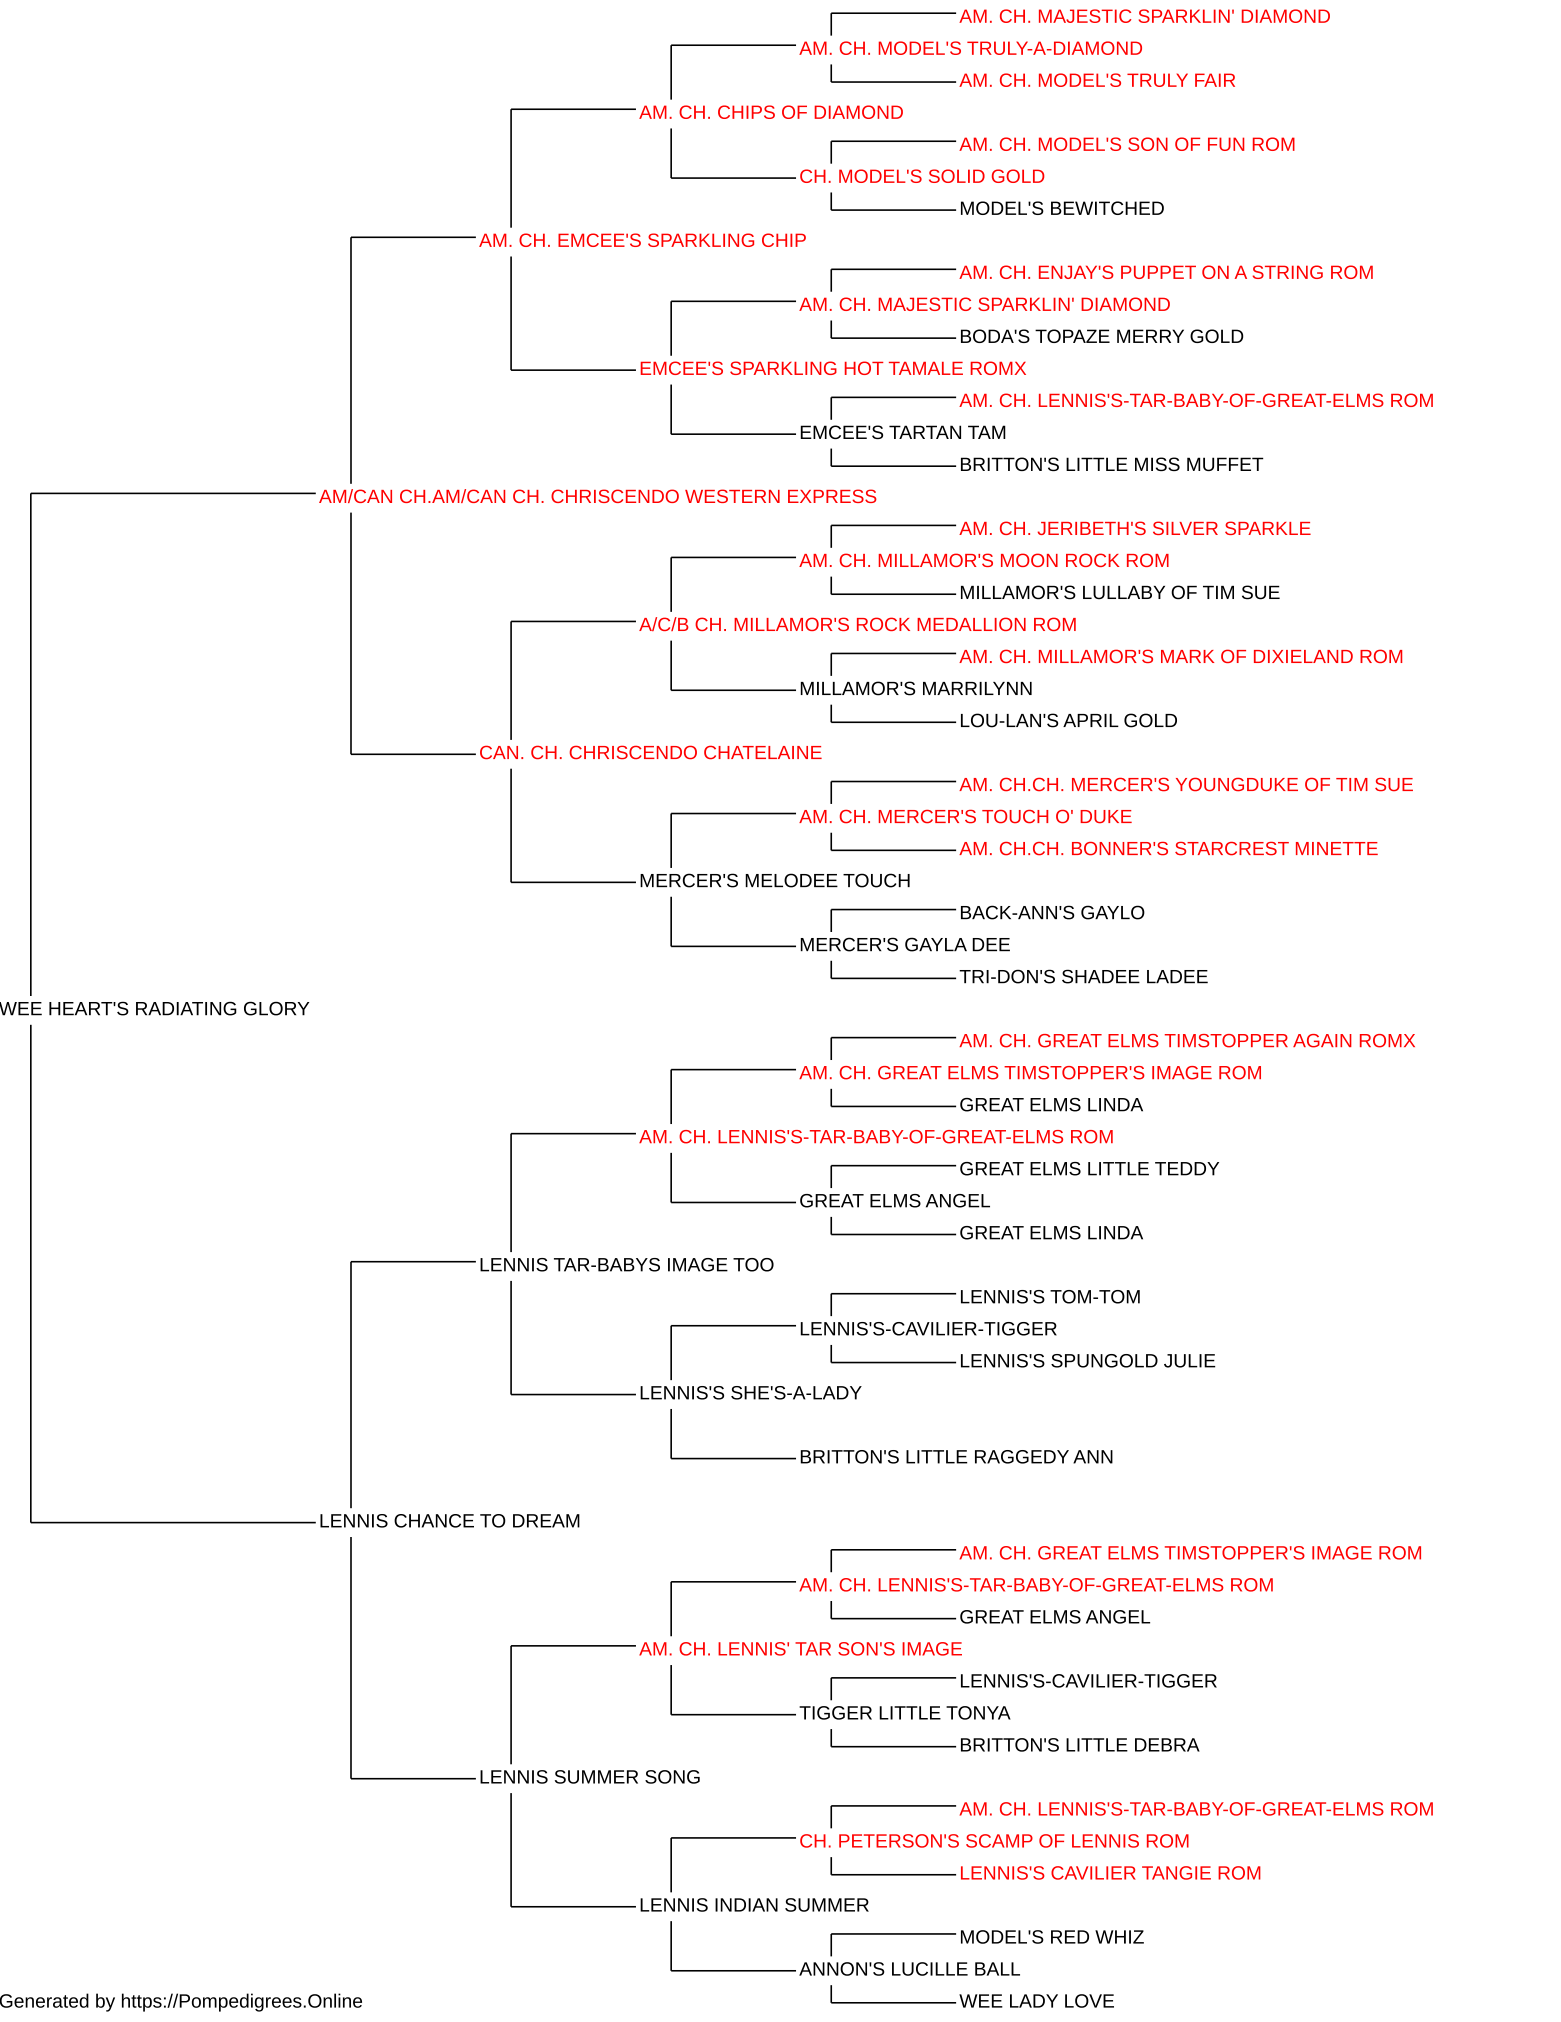 AM. CH. MAJESTIC SPARKLIN' DIAMOND
AM. CH. MODEL'S TRULY-A-DIAMOND
AM. CH. MODEL'S TRULY FAIR
AM. CH. CHIPS OF DIAMOND
AM. CH. MODEL'S SON OF FUN ROM
CH. MODEL'S SOLID GOLD
MODEL'S BEWITCHED
AM. CH. EMCEE'S SPARKLING CHIP
AM. CH. ENJAY'S PUPPET ON A STRING ROM
AM. CH. MAJESTIC SPARKLIN' DIAMOND
BODA'S TOPAZE MERRY GOLD
EMCEE'S SPARKLING HOT TAMALE ROMX
AM. CH. LENNIS'S-TAR-BABY-OF-GREAT-ELMS ROM
EMCEE'S TARTAN TAM
BRITTON'S LITTLE MISS MUFFET
AM/CAN CH.AM/CAN CH. CHRISCENDO WESTERN EXPRESS
AM. CH. JERIBETH'S SILVER SPARKLE
AM. CH. MILLAMOR'S MOON ROCK ROM
MILLAMOR'S LULLABY OF TIM SUE
A/C/B CH. MILLAMOR'S ROCK MEDALLION ROM
AM. CH. MILLAMOR'S MARK OF DIXIELAND ROM
MILLAMOR'S MARRILYNN
LOU-LAN'S APRIL GOLD
CAN. CH. CHRISCENDO CHATELAINE
AM. CH.CH. MERCER'S YOUNGDUKE OF TIM SUE
AM. CH. MERCER'S TOUCH O' DUKE
AM. CH.CH. BONNER'S STARCREST MINETTE
MERCER'S MELODEE TOUCH
BACK-ANN'S GAYLO
MERCER'S GAYLA DEE
TRI-DON'S SHADEE LADEE
WEE HEART'S RADIATING GLORY
AM. CH. GREAT ELMS TIMSTOPPER AGAIN ROMX
AM. CH. GREAT ELMS TIMSTOPPER'S IMAGE ROM
GREAT ELMS LINDA
AM. CH. LENNIS'S-TAR-BABY-OF-GREAT-ELMS ROM
GREAT ELMS LITTLE TEDDY
GREAT ELMS ANGEL
GREAT ELMS LINDA
LENNIS TAR-BABYS IMAGE TOO
LENNIS'S TOM-TOM
LENNIS'S-CAVILIER-TIGGER
LENNIS'S SPUNGOLD JULIE
LENNIS'S SHE'S-A-LADY
BRITTON'S LITTLE RAGGEDY ANN
LENNIS CHANCE TO DREAM
AM. CH. GREAT ELMS TIMSTOPPER'S IMAGE ROM
AM. CH. LENNIS'S-TAR-BABY-OF-GREAT-ELMS ROM
GREAT ELMS ANGEL
AM. CH. LENNIS' TAR SON'S IMAGE
LENNIS'S-CAVILIER-TIGGER
TIGGER LITTLE TONYA
BRITTON'S LITTLE DEBRA
LENNIS SUMMER SONG
AM. CH. LENNIS'S-TAR-BABY-OF-GREAT-ELMS ROM
CH. PETERSON'S SCAMP OF LENNIS ROM
LENNIS'S CAVILIER TANGIE ROM
LENNIS INDIAN SUMMER
MODEL'S RED WHIZ
ANNON'S LUCILLE BALL
WEE LADY LOVE
Generated by https://Pompedigrees.Online